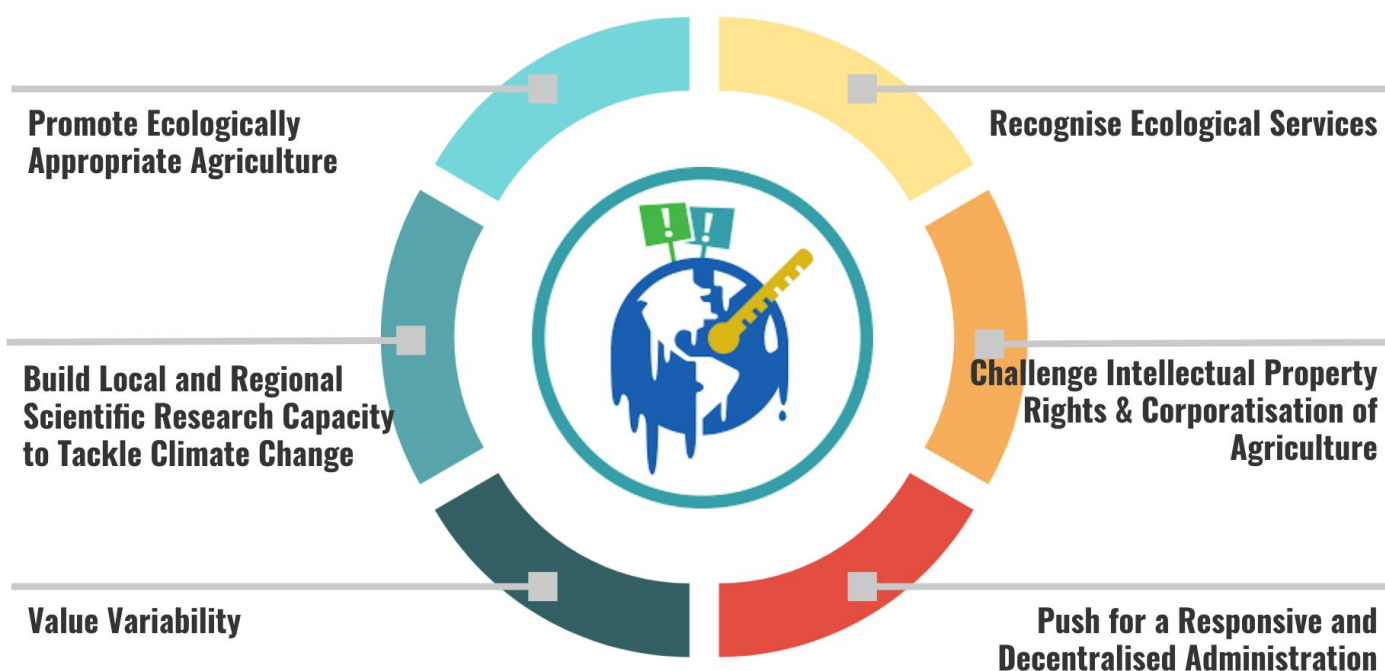 Promote Ecologically
Appropriate Agriculture
Recognise Ecological Services
! !
Build Local and Regional
Scientific Research Capacity
to Tackle Climate Change
Challenge Intellectual Property
Rights & Corporatisation of
Agriculture
Value Variability
Push for a Responsive and
Decentralised Administration